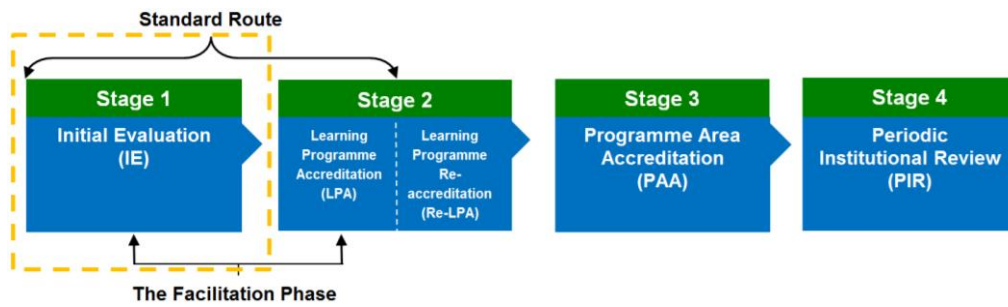 Standard Route
Stage 1
Initial Evaluation
(IE)
Stage 2
Learning
Programme
Accreditation
(LPA)
Learning
Programme
Re-
accreditation
(Re-LPA)
Stage 3
Programme Area
Accreditation
(PAA)
Stage 4
Periodic
Institutional Review
(PIR)
The Facilitation Phase